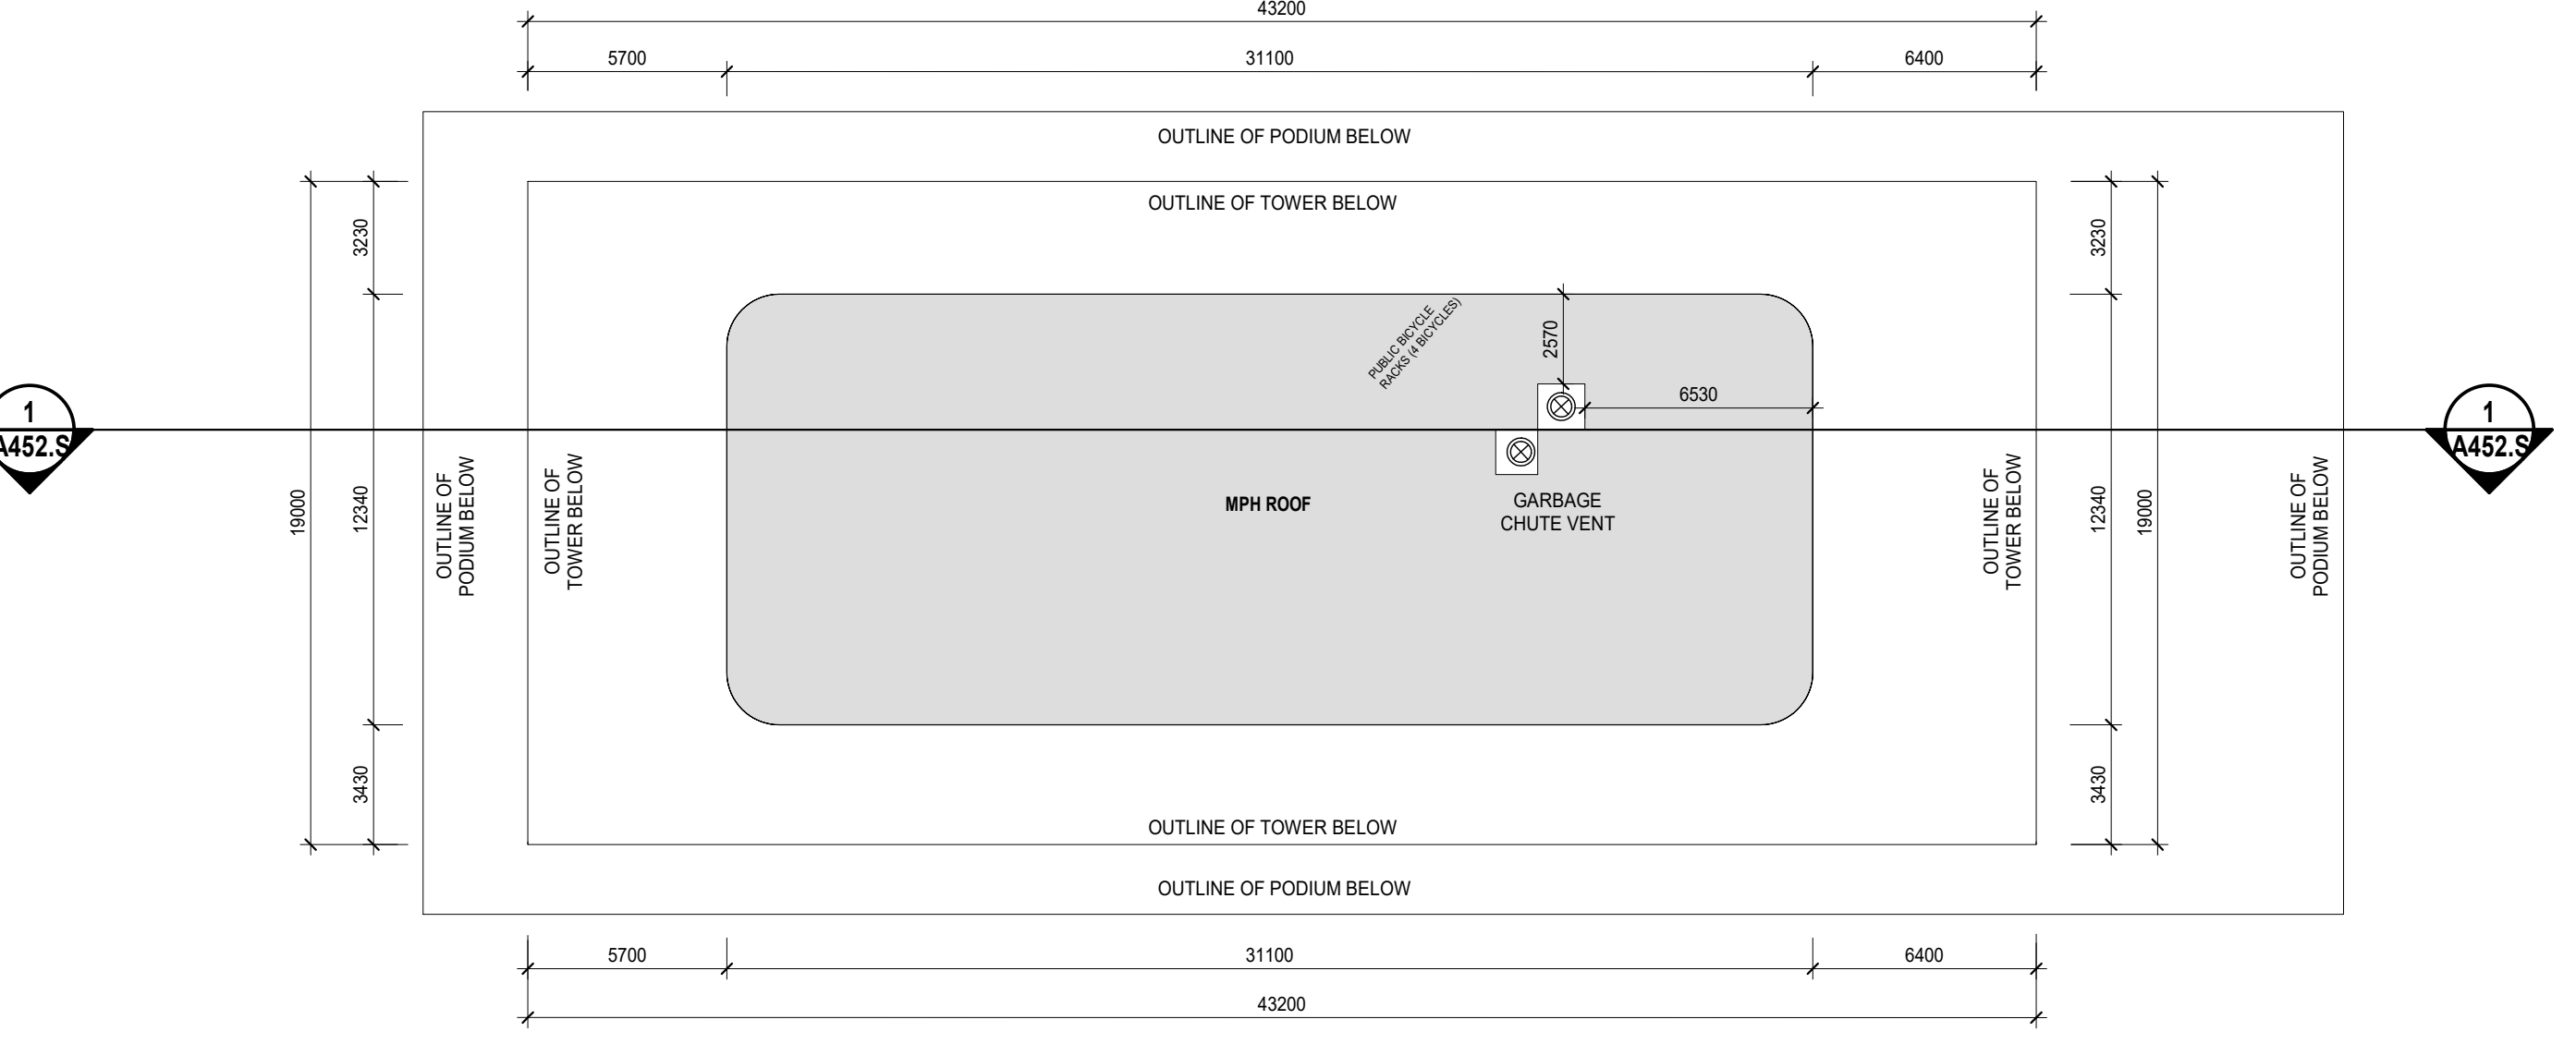 43200
5700
31100
6400
OUTLINE OF PODIUM BELOW
OUTLINE OF TOWER BELOW
3230
3230
PUBLIC BICYCLE
RACKS (4 BICYCLES)
2570
6530
1
A452.S
1
A452.S
19000
12340
OUTLINE OF
PODIUM BELOW
OUTLINE OF
TOWER BELOW
MPH ROOF
GARBAGE
CHUTE VENT
OUTLINE OF
TOWER BELOW
12340
19000
OUTLINE OF
PODIUM BELOW
3430
3430
OUTLINE OF TOWER BELOW
OUTLINE OF PODIUM BELOW
5700
31100
6400
43200